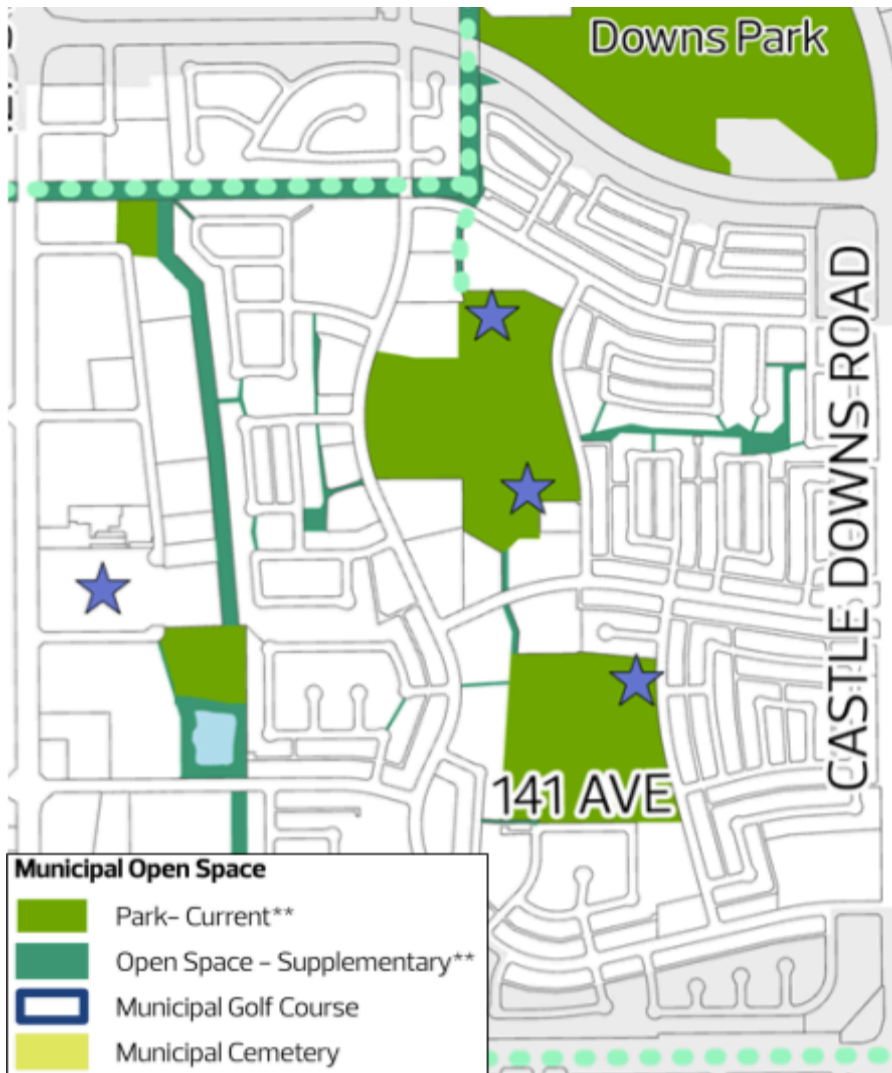 Downs Park
CASTLE DOWNS ROAD
141 AVE
Municipal Open Space
Park- Current**
Open Space - Supplementary**
Municipal Golf Course
Municipal Cemetery